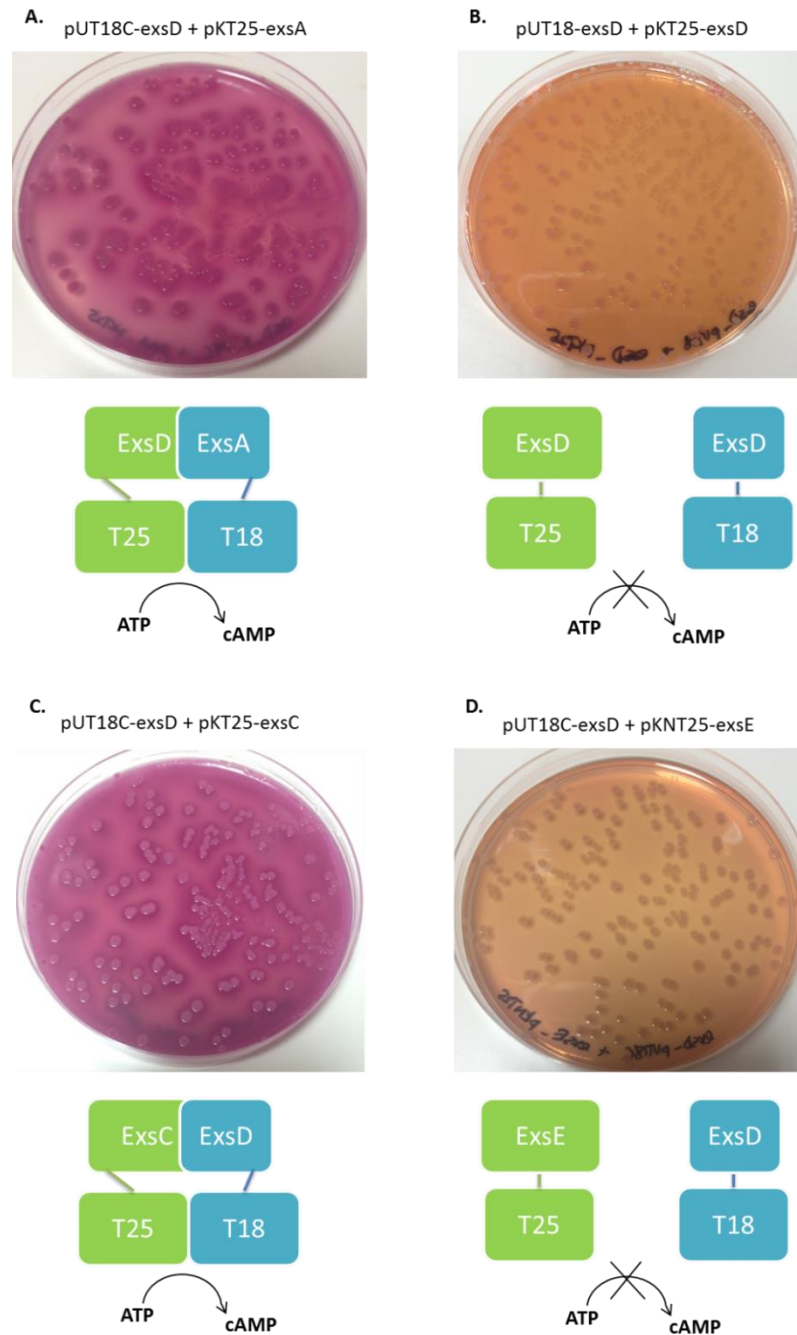 A.
pUT18C-exsD + pKT25-exsA
B.
pUT18-exsD + pKT25-exsD
ExsD ExsA
T25 T18
ATP cAMP
ExsD ExsD
T25 T18
ATP cAMP
C.
pUT18C-exsD + pKT25-exsC
D.
pUT18C-exsD + pKNT25-exsE
ExsC ExsD
T25 T18
ATP cAMP
ExsE ExsD
T25 T18
ATP cAMP